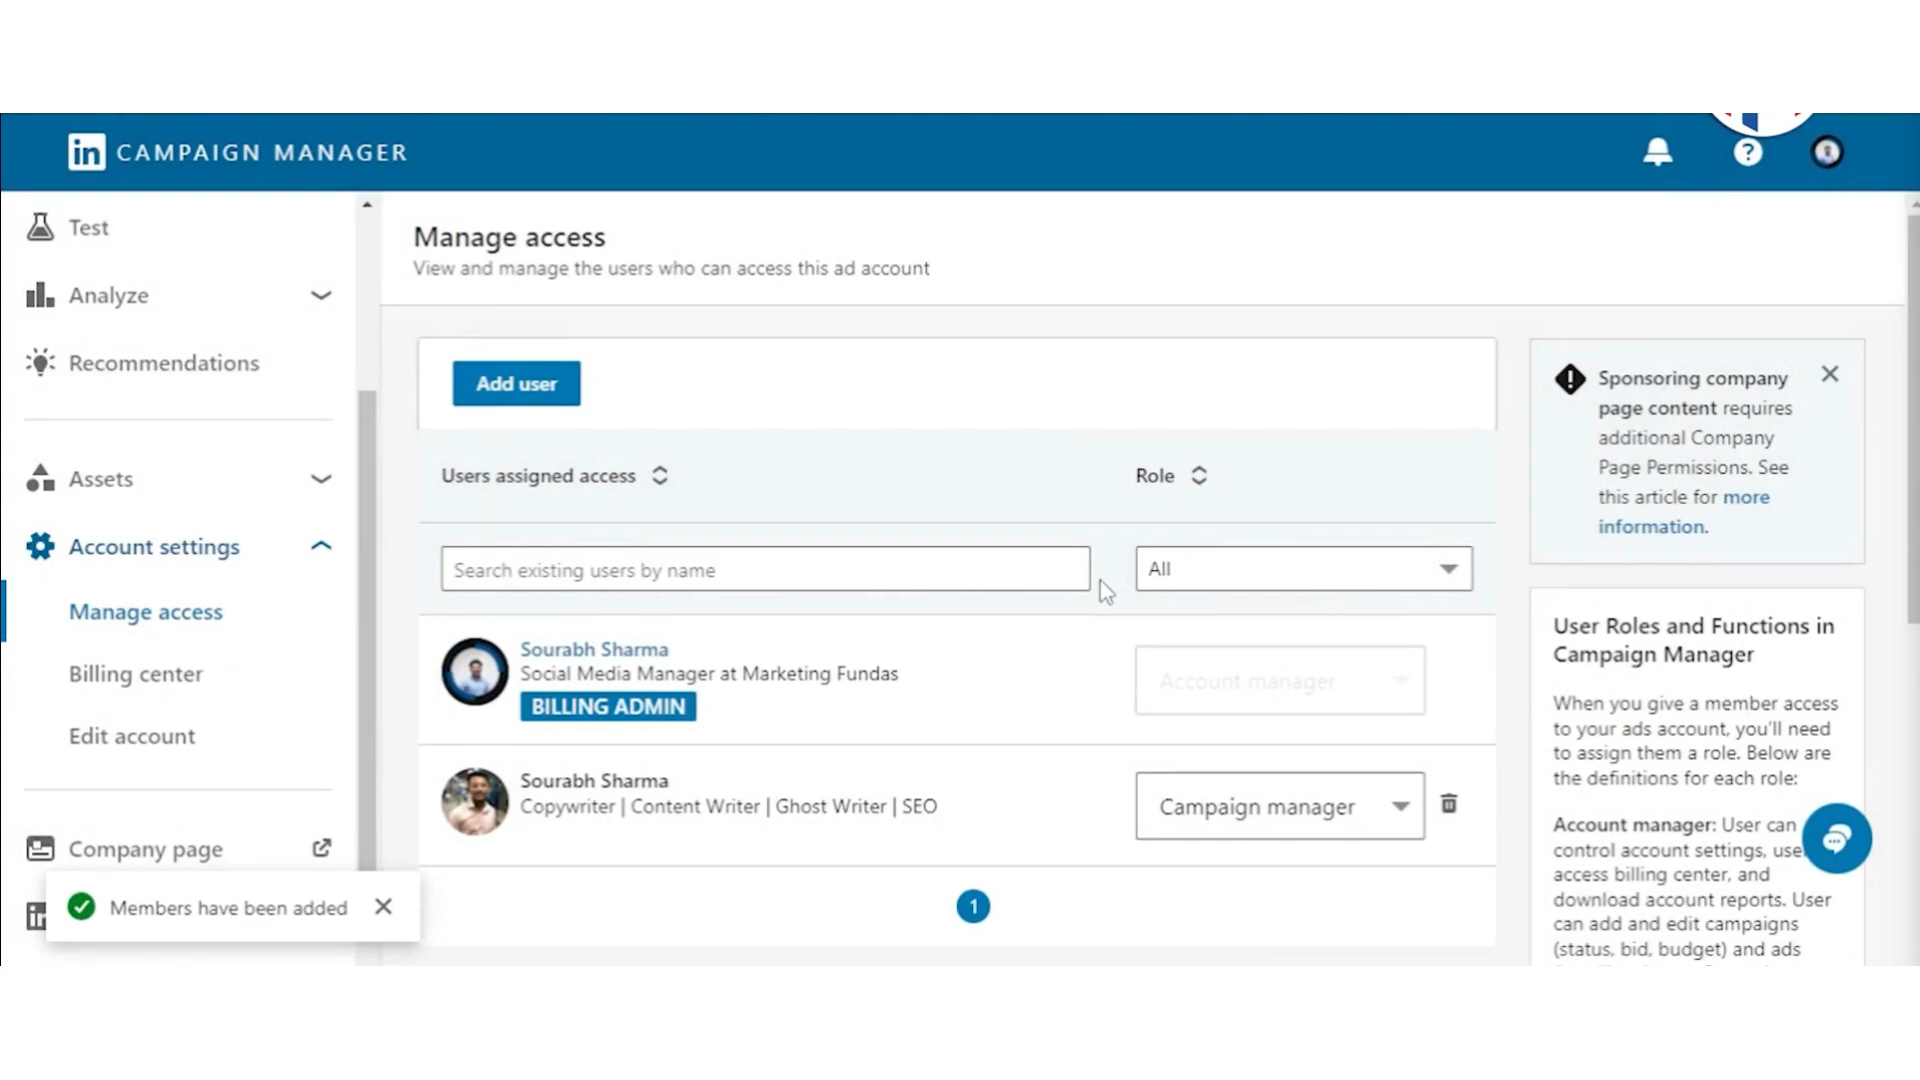 in CAMPAIGN MANAGER
Test
Analyze
Recommendations
Assets
Account settings
Manage access
Billing center
Edit account
Company page
Members have been added
Manage access
View and manage the users who can access this ad account
Add user
Users assigned access
Role
Search existing users by name
All
Sourabh Sharma
Social Media Manager at Marketing Fundas
BILLING ADMIN
Account manager
Sourabh Sharma
Copywriter | Content Writer | Ghost Writer | SEO
Campaign manager
1
Sponsoring company
page content requires
additional Company
Page Permissions. See
this article for more
information.
User Roles and Functions in
Campaign Manager
When you give a member access
to your ads account, you'll need
to assign them a role. Below are
the definitions for each role:
Account manager: User can
control account settings, use
access billing center, and
download account reports. User
can add and edit campaigns
(status, bid, budget) and ads